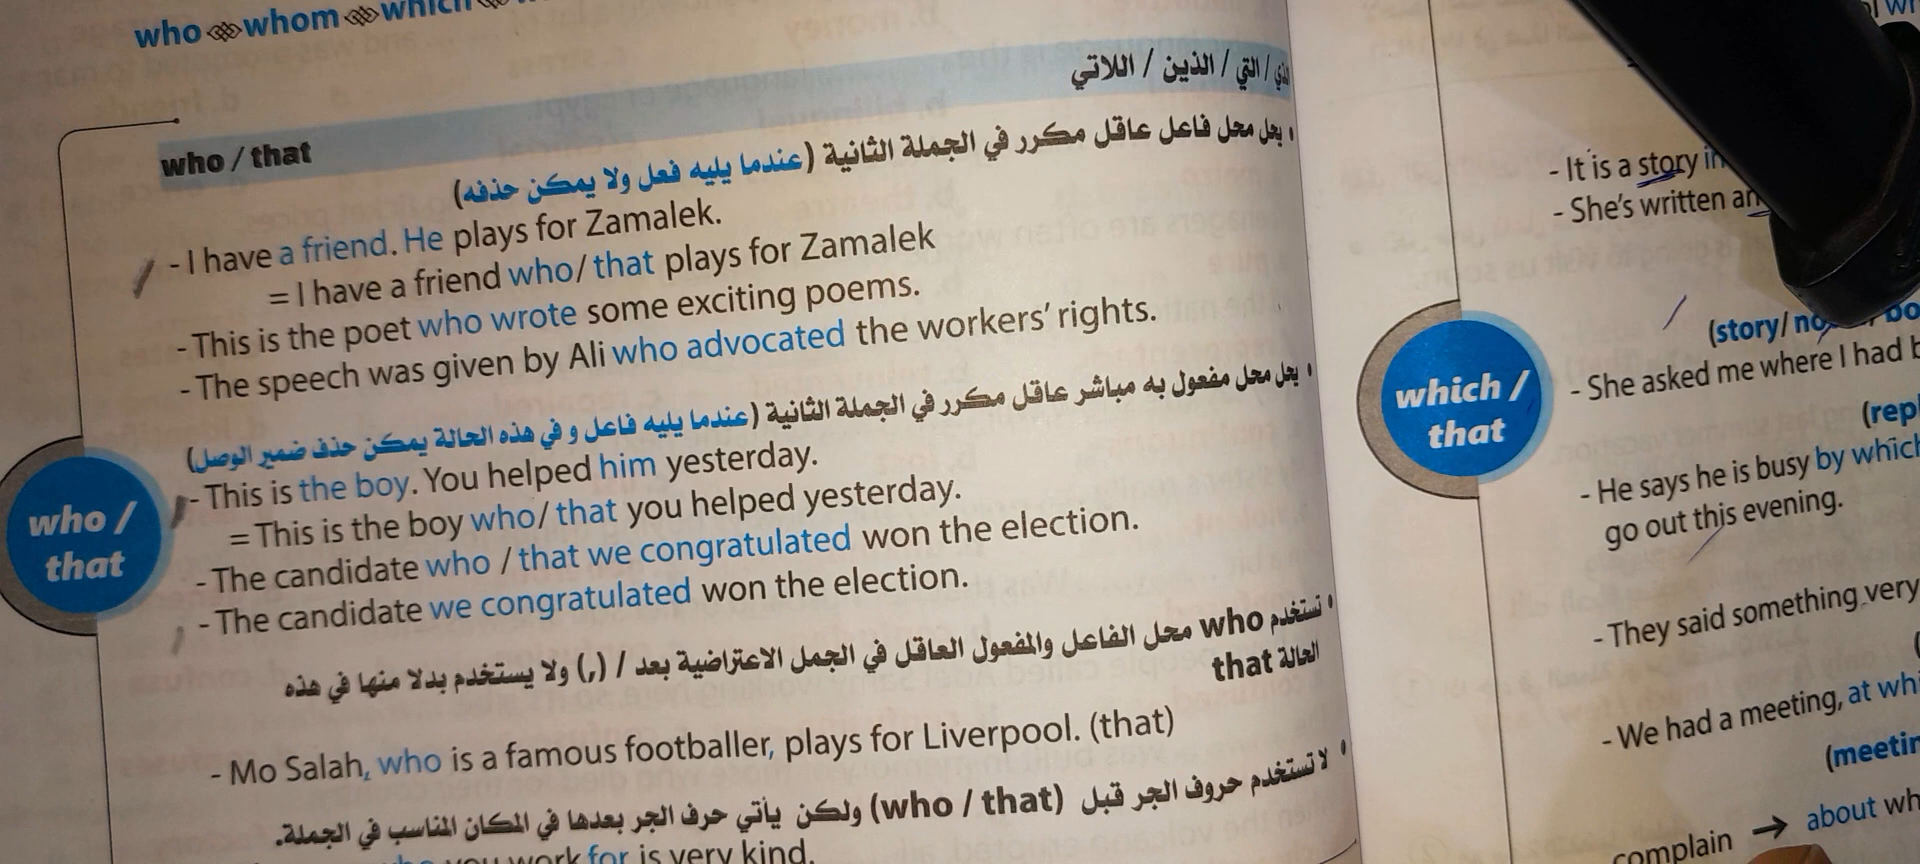 who whom which
الذي / التي / الذين / اللاتي
who / that
يحل محل فاعل عاقل مكرر في الجملة الثانية (عندما يليه فعل ولا يمكن حذفه)
- I have a friend. He plays for Zamalek.
= I have a friend who/ that plays for Zamalek
- This is the poet who wrote some exciting poems.
- The speech was given by Ali who advocated the workers' rights.
يحل محل مفعول به مباشر عاقل مكرر في الجملة الثانية (عندما يليه فاعل و في هذه الحالة يمكن حذف ضمير الوصل)
- This is the boy. You helped him yesterday.
= This is the boy who/ that you helped yesterday.
- The candidate who / that we congratulated won the election.
- The candidate we congratulated won the election.
who /
that
تستخدم who محل الفاعل والمفعول العاقل في الجمل الاعتراضية بعد / (,) ولا يستخدم بدلا منها في هذه
الحالة that
- Mo Salah, who is a famous footballer, plays for Liverpool. (that)
لا تستخدم حروف الجر قبل (who / that) ولكن يأتي حرف الجر بعدها في المكان المناسب في الجملة.
you work for is very kind.
- It is a story in
- She's written an
which /
that
(story/
- She asked me where I had
- He says he is busy by which
go out this evening.
- They said something very
- We had a meeting, at
complain → about